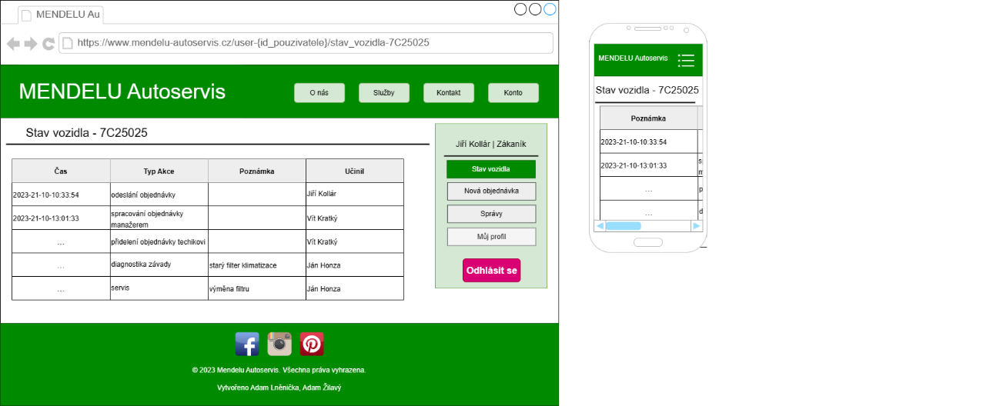 MENDELU Au
https://www.mendelu-autoservis.cz/user-{id_pouzivatele}/stav_vozidla-7C25025
MENDELU Autoservis
O nás
Služby
Kontakt
Konto
Stav vozidla - 7C25025
Čas
Typ Akce
Poznámka
Učinil
2023-21-10-10:33:54
odeslání objednávky
Jiří Kollár
2023-21-10-13:01:33
spracování objednávky
manažerem
Vít Kratký
...
přidelení objednávky techikovi
Vít Kratký
...
diagnostika závady
starý filter klimatizace
Ján Honza
...
servis
výměna filtru
Ján Honza
Jiří Kollár | Zákaník
Stav vozidla
Nová objednávka
Správy
Můj profil
Odhlásit se
© 2023 Mendelu Autoservis. Všechna práva vyhrazena.
Vytvořeno Adam Lněnička, Adam Žilavý
MENDELU Autoservis
Stav vozidla - 7C25025
Poznámka
2023-21-10-10:33:54
2023-21-10-13:01:33
...
...